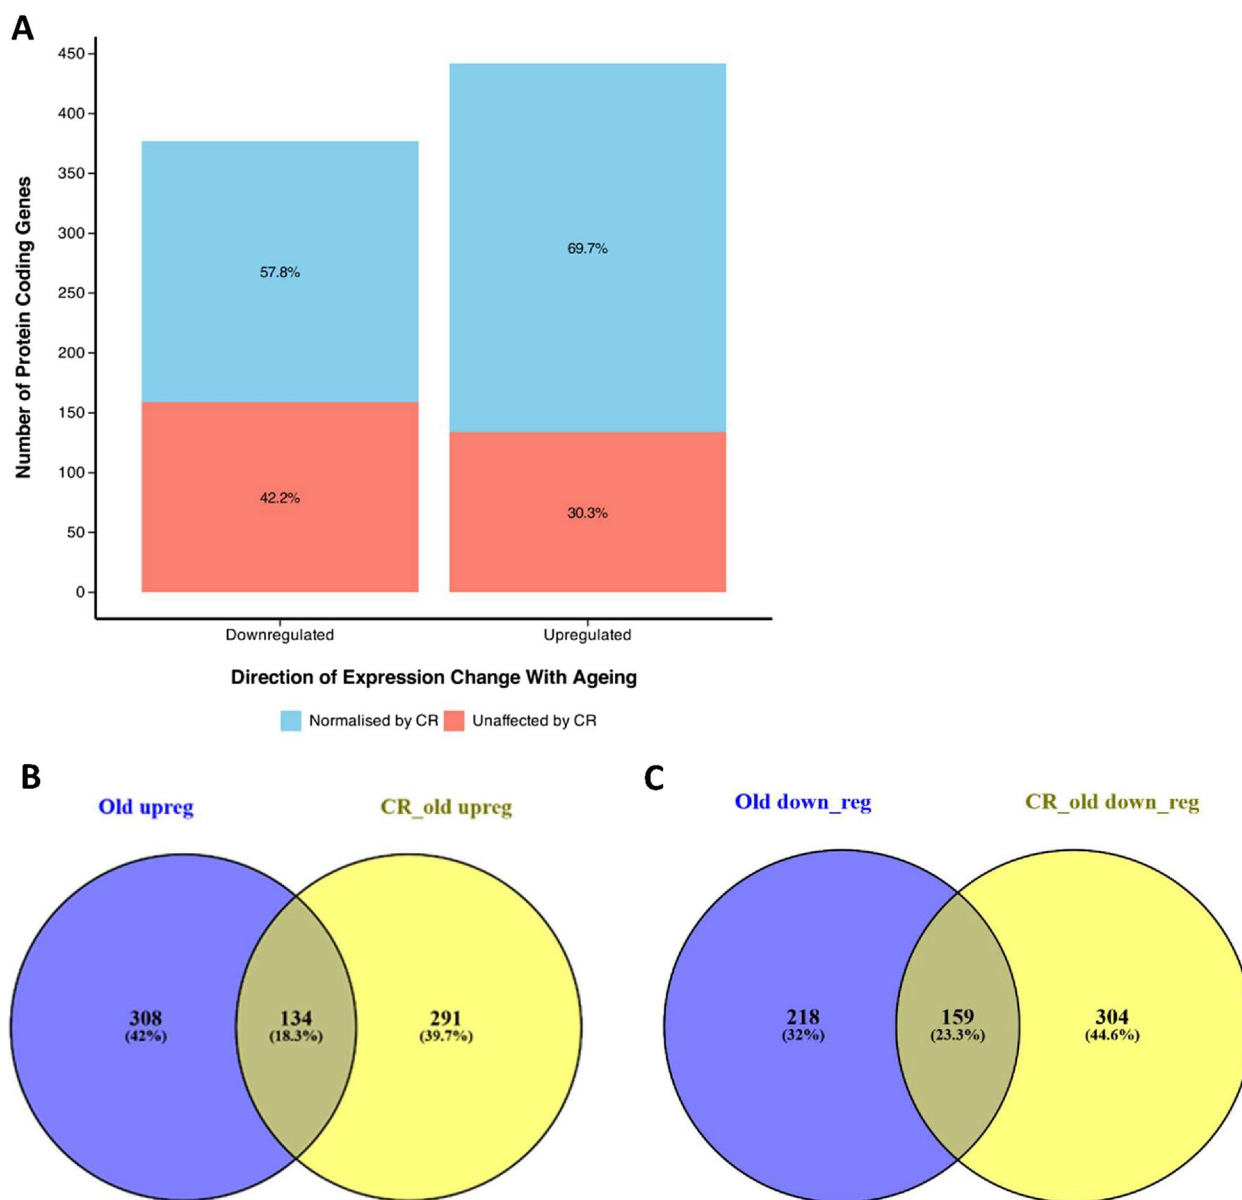 A
Number of Protein Coding Genes
450
400
350
300
250
200
150
100
50
0
57.8%
42.2%
69.7%
30.3%
Downregulated
Upregulated
Direction of Expression Change With Ageing
Normalised by CR
Unaffected by CR
B
Old upreg
CR_old upreg
308
(42%)
134
(18.3%)
291
(39.7%)
C
Old down_reg
CR_old down_reg
218
(32%)
159
(23.3%)
304
(44.6%)